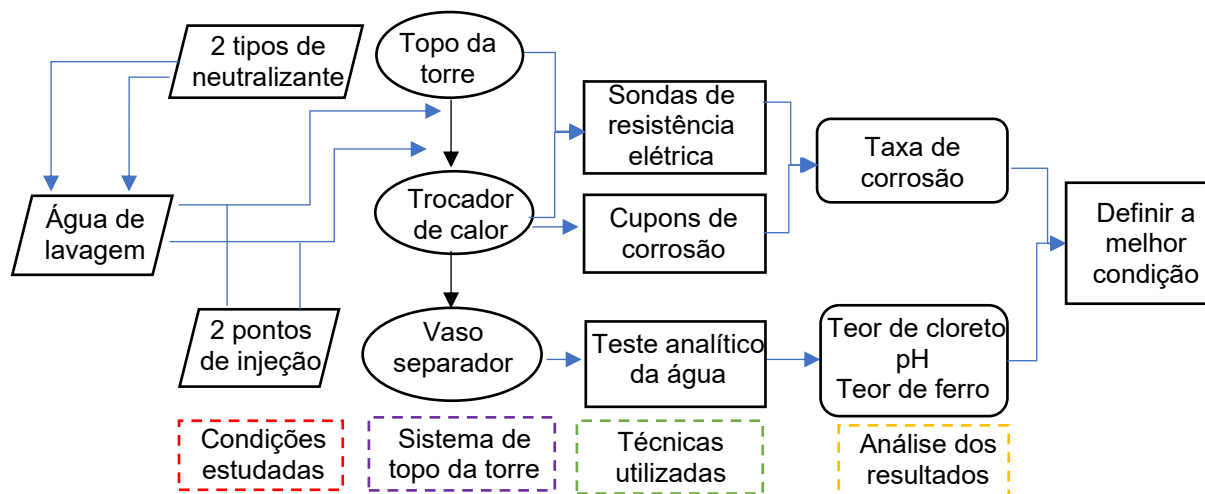 2 tipos de
neutralizante
Água de
lavagem
2 pontos
de injeção
Topo da
torre
Trocador
de calor
Vaso
separador
Sondas de
resistência
elétrica
Cupons de
corrosão
Teste analítico
da água
Taxa de
corrosão
Teor de cloreto
pH
Teor de ferro
Definir a
melhor
condição
Condições
estudadas
Sistema de
topo da torre
Técnicas
utilizadas
Análise dos
resultados